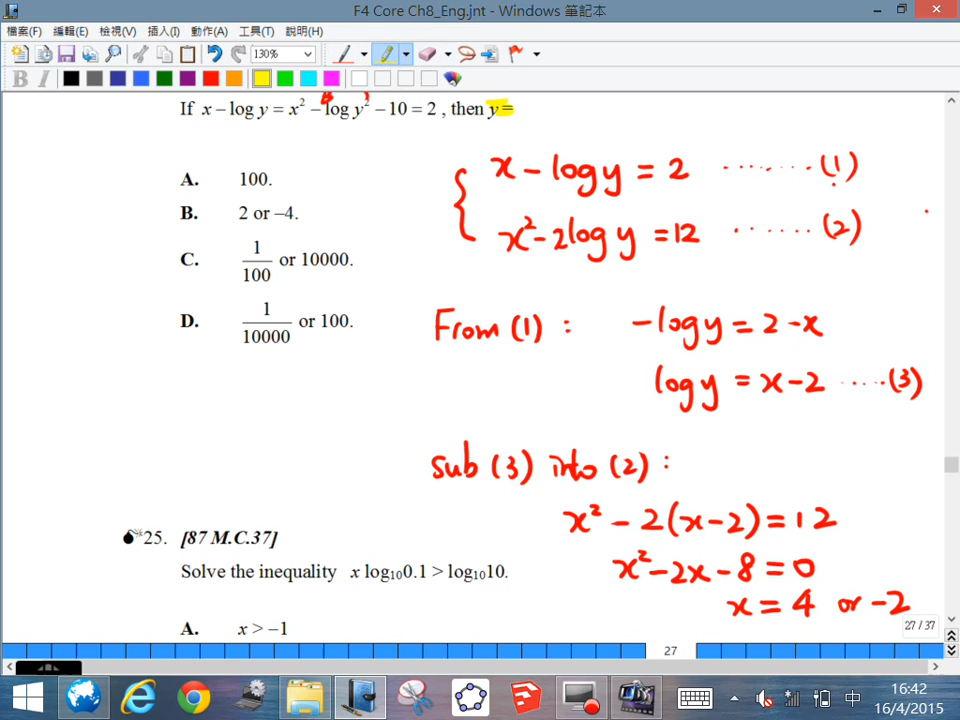 F4 Core Ch8_Eng.jnt - Windows 筆記本
檔案(F) 編輯(E) 檢視(V) 插入(I) 動作(A) 工具(T) 說明(H)
130%
B I
If x − log y = x² − log y² − 10 = 2 , then y =
A. 100.
B. 2 or −4.
C. 1/100 or 10000.
D. 1/10000 or 100.
x − log y = 2 ········ (1)
x² − 2 log y = 12 ······ (2)
From (1) : − log y = 2 − x
log y = x − 2 ····· (3)
sub (3) into (2) :
x² − 2(x − 2) = 12
x² − 2x − 8 = 0
x = 4 or −2
25. [87 M.C.37]
Solve the inequality x log₁₀0.1 > log₁₀10.
A. x > −1
27 / 37
27
中
16:42
16/4/2015